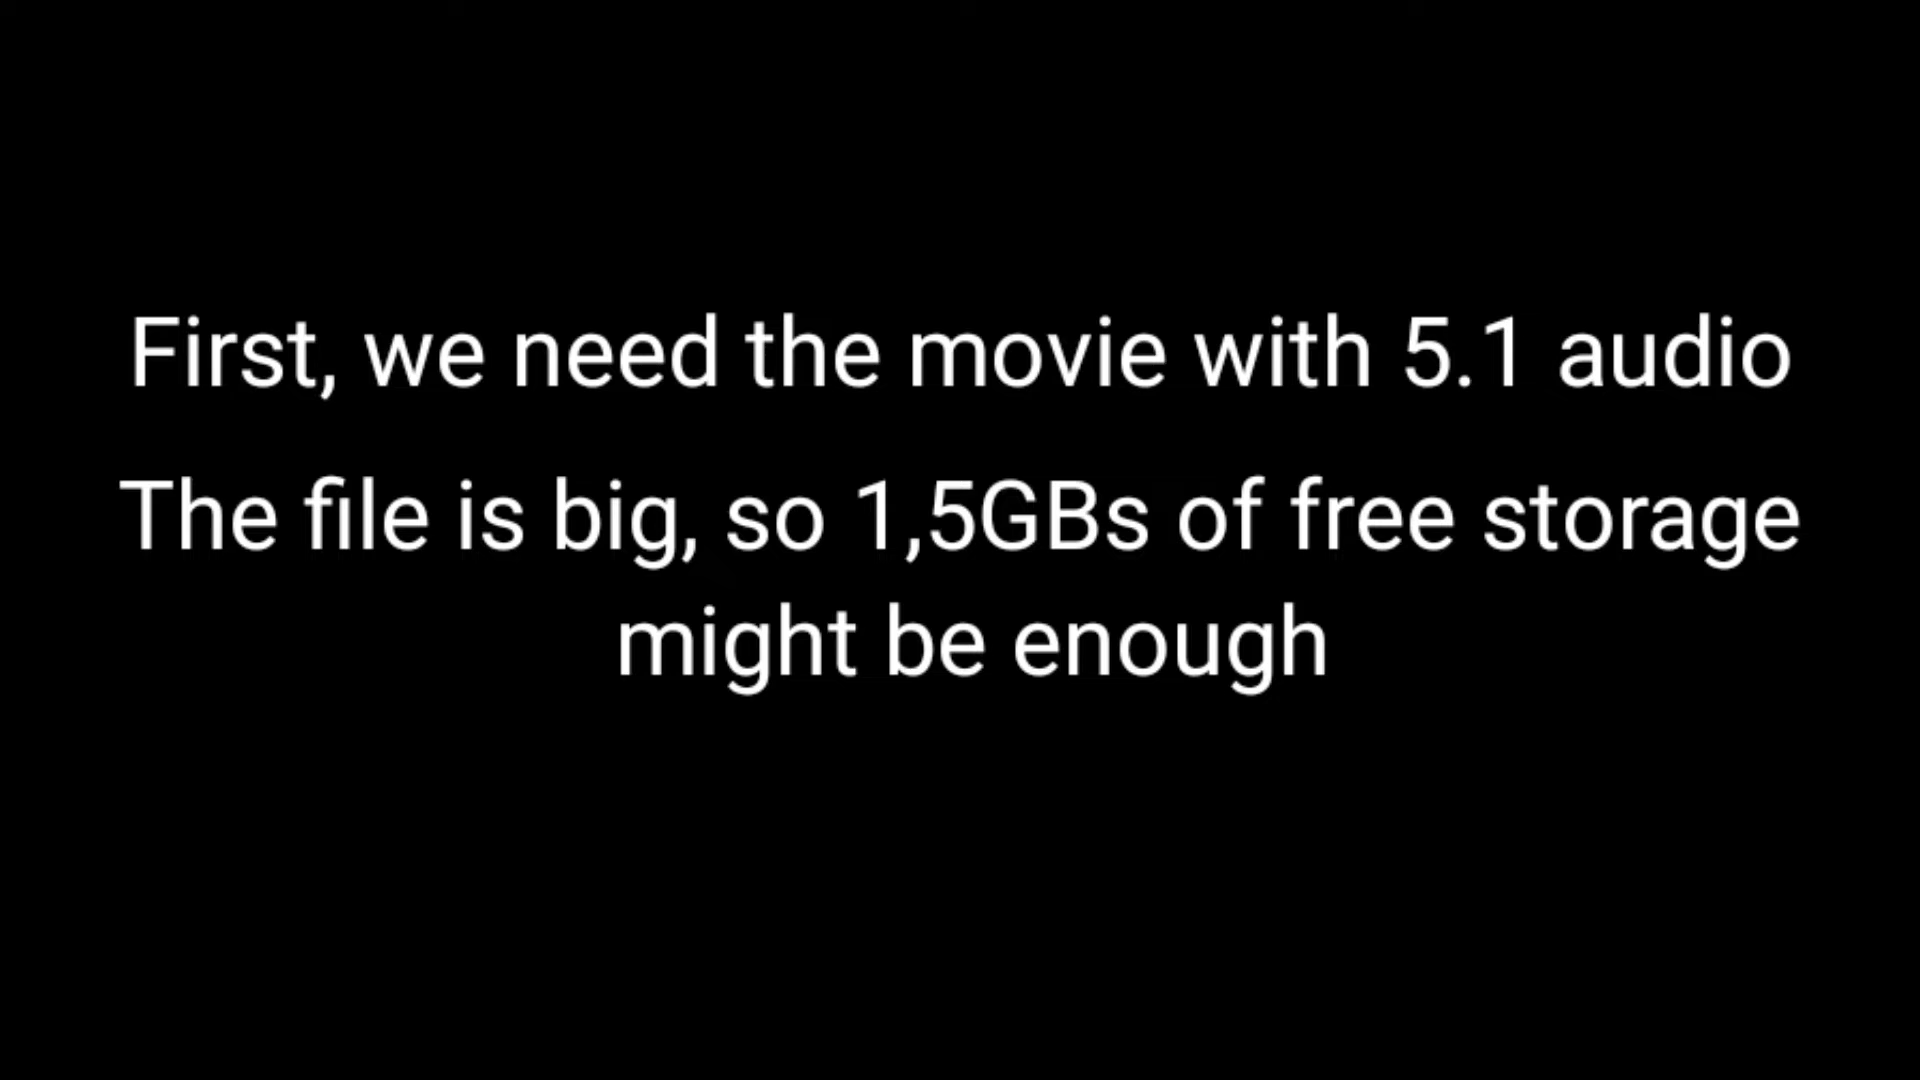 First, we need the movie with 5.1 audio
The file is big, so 1,5GBs of free storage
might be enough